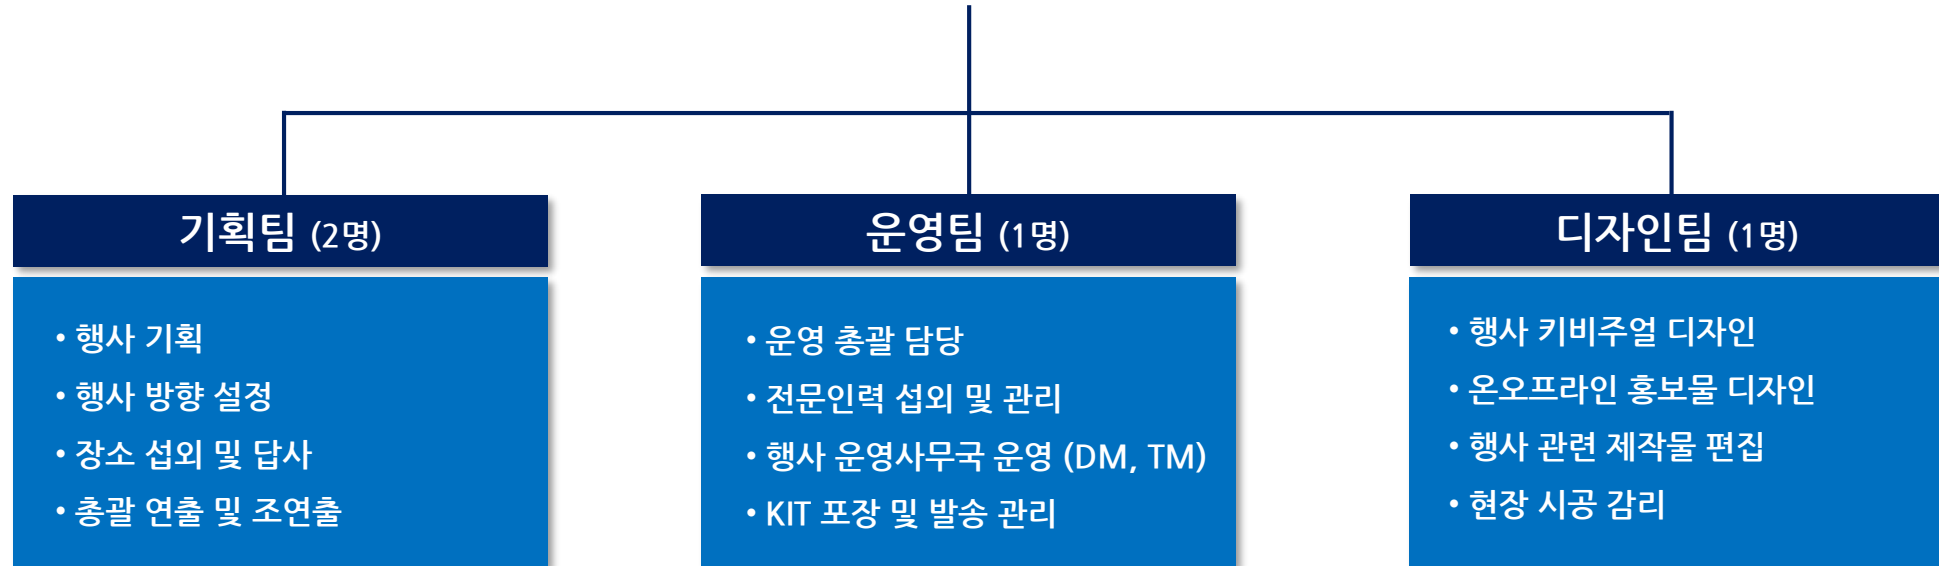 기획팀 (2명)
• 행사 기획
• 행사 방향 설정
• 장소 섭외 및 답사
• 총괄 연출 및 조연출
운영팀 (1명)
• 운영 총괄 담당
• 전문인력 섭외 및 관리
• 행사 운영사무국 운영 (DM, TM)
• KIT 포장 및 발송 관리
디자인팀 (1명)
• 행사 키비주얼 디자인
• 온오프라인 홍보물 디자인
• 행사 관련 제작물 편집
• 현장 시공 감리